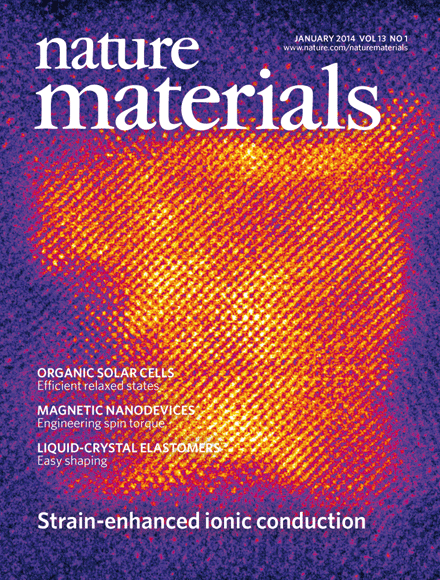 nature
JANUARY 2014 VOL 13 NO 1
www.nature.com/naturematerials
materials
ORGANIC SOLAR CELLS
Efficient relaxed states
MAGNETIC NANODEVICES
Engineering spin torque
LIQUID-CRYSTAL ELASTOMERS
Easy shaping
Strain-enhanced ionic conduction